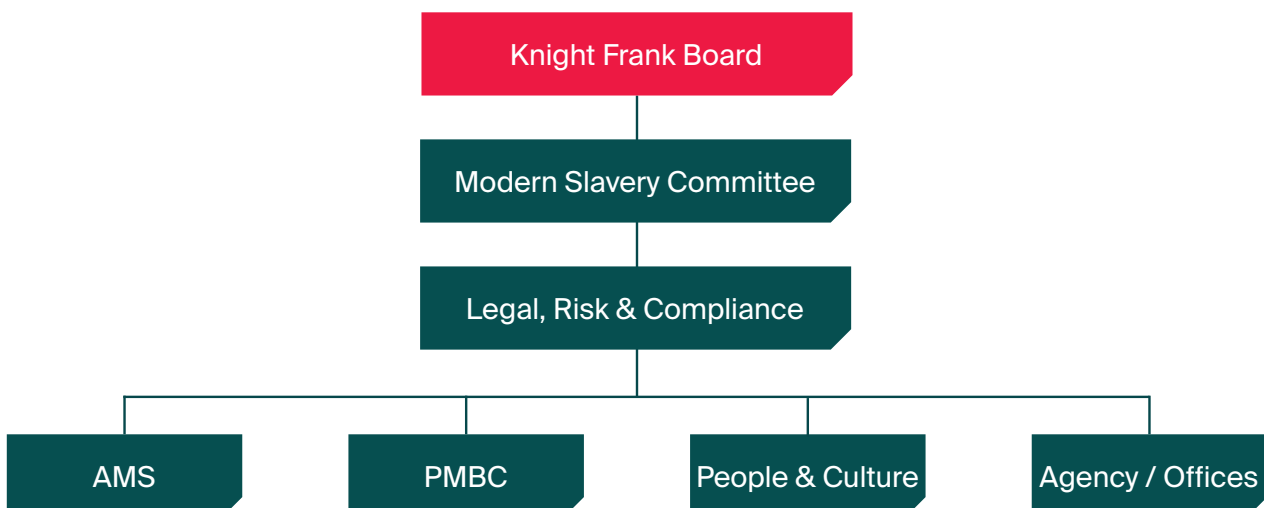 Knight Frank Board
Modern Slavery Committee
Legal, Risk & Compliance
AMS
PMBC
People & Culture
Agency / Offices